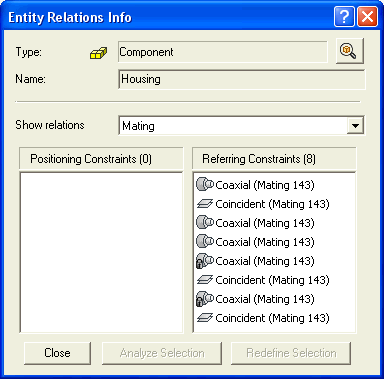 Entity Relations Info
Type: Component
Name: Housing
Show relations Mating
Positioning Constraints (0) Referring Constraints (8)
Coaxial (Mating 143)
Coincident (Mating 143)
Coaxial (Mating 143)
Coaxial (Mating 143)
Coaxial (Mating 143)
Coincident (Mating 143)
Coaxial (Mating 143)
Coincident (Mating 143)
Close Analyze Selection Redefine Selection